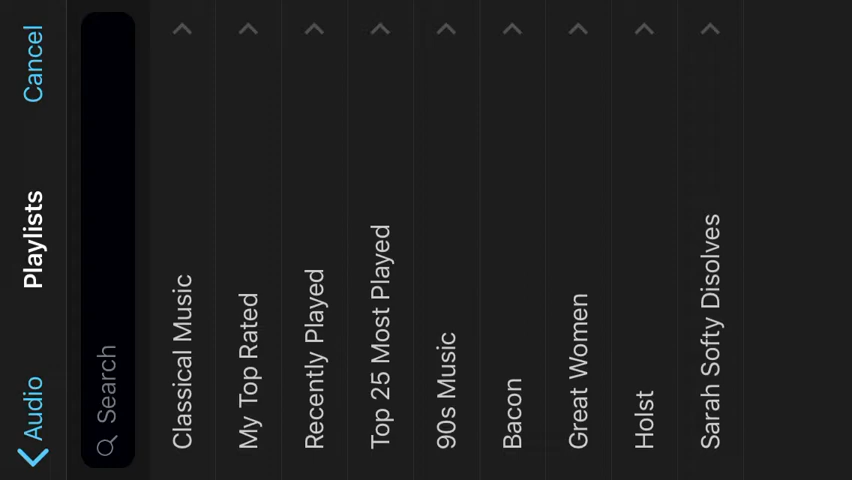 Audio Playlists Cancel
Search
Classical Music
My Top Rated
Recently Played
Top 25 Most Played
90s Music
Bacon
Great Women
Holst
Sarah Softy Disolves